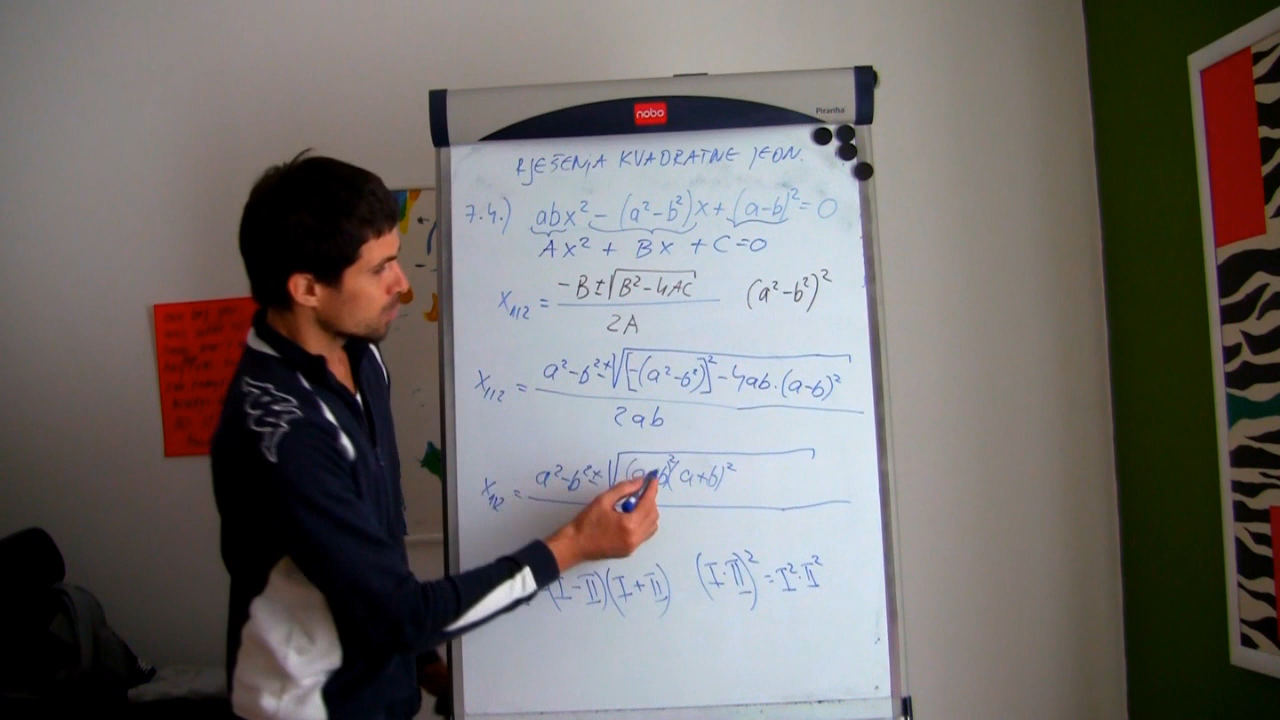 nobo
Piranha
RJEŠENJA KVADRATNE JEDN.
7.4.) abx² - (a²-b²)x + (a-b)² = 0
Ax² + Bx + C = 0
x₁/₂ = (-B ± √(B²-4AC)) / 2A (a²-b²)²
x₁/₂ = (a²-b² ± √([-(a²-b²)]² - 4ab·(a-b)²)) / 2ab
x₁/₂ = a²-b² ± √((a-b)²(a+b)²)
(I-II)(I+II) (I·II)² = I²·II²